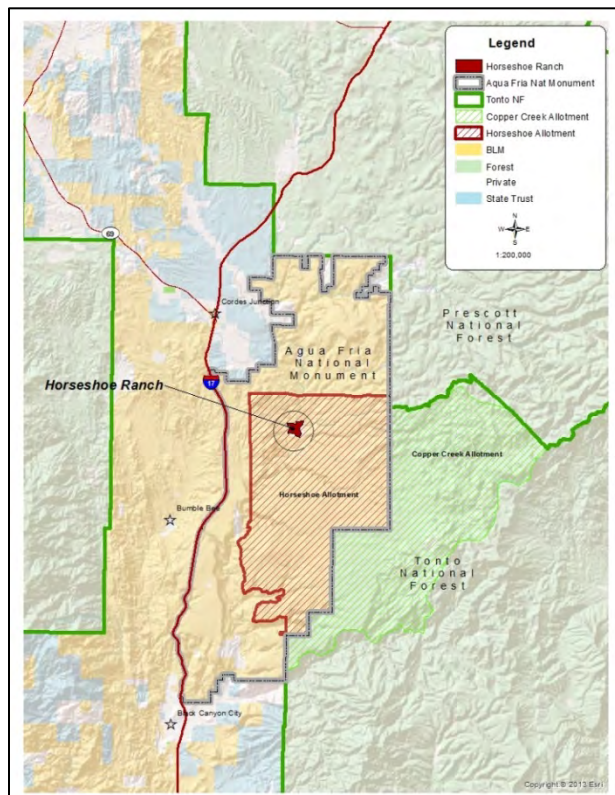 Legend
Horseshoe Ranch
Aqua Fria Nat Monument
Tonto NF
Copper Creek Allotment
Horseshoe Allotment
BLM
Forest
Private
State Trust
N
W E
S
1:200,000
69
Cordes Junction
Prescott
National
Forest
Agua Fria
National
Monument
Horseshoe Ranch
17
Copper Creek Allotment
Horseshoe Allotment
Bumble Bee
Tonto
National
Forest
Black Canyon City
Copyright © 2013 Esri